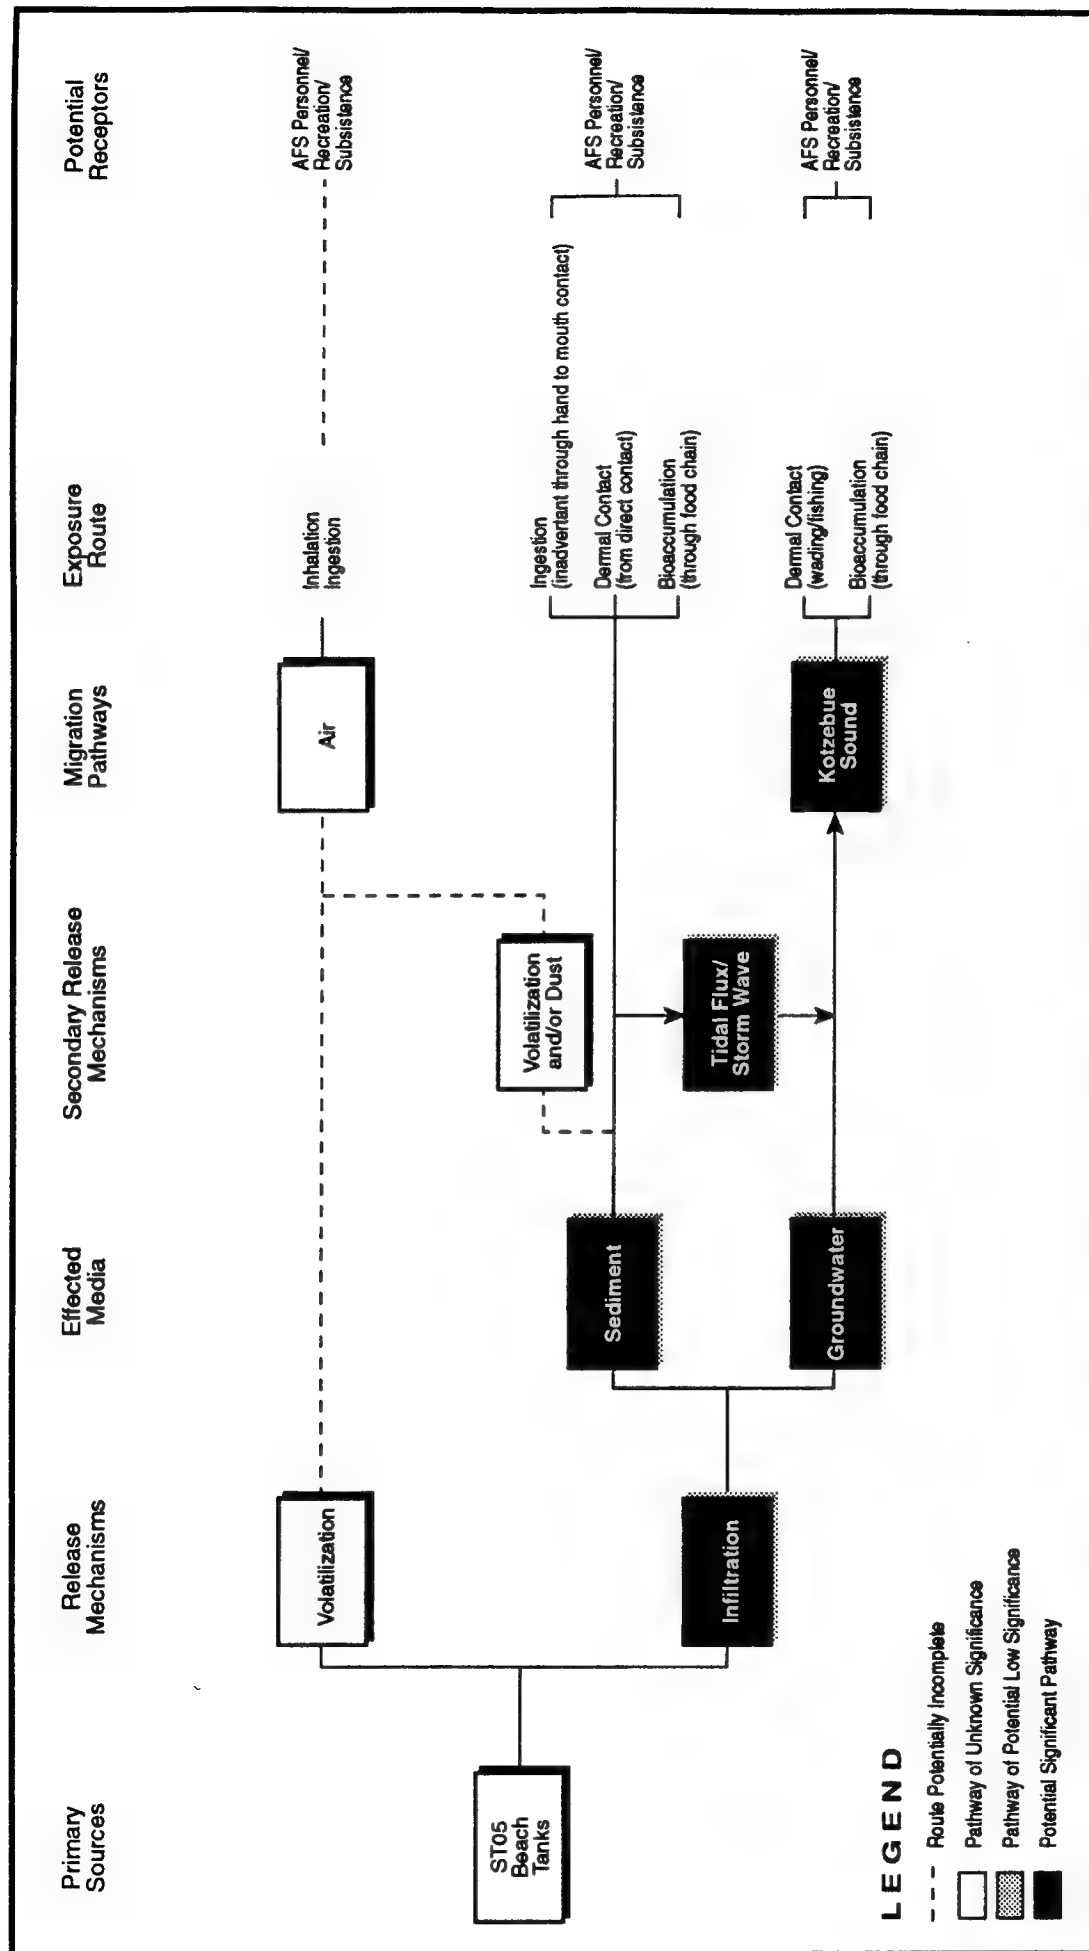 Primary
Sources
Release
Mechanisms
Effected
Media
Secondary Release
Mechanisms
Migration
Pathways
Exposure
Route
Potential
Receptors
ST05
Beach
Tanks
Volatilization
Infiltration
Sediment
Groundwater
Volatilization
and/or Dust
Tidal Flux/
Storm Wave
Air
Kotzebue
Sound
Inhalation
Ingestion
Ingestion
(inadvertant through hand to mouth contact)
Dermal Contact
(from direct contact)
Bioaccumulation
(through food chain)
Dermal Contact
(wading/fishing)
Bioaccumulation
(through food chain)
AFS Personnel/
Recreation/
Subsistence
AFS Personnel/
Recreation/
Subsistence
AFS Personnel/
Recreation/
Subsistence
LEGEND
Route Potentially Incomplete
Pathway of Unknown Significance
Pathway of Potential Low Significance
Potential Significant Pathway